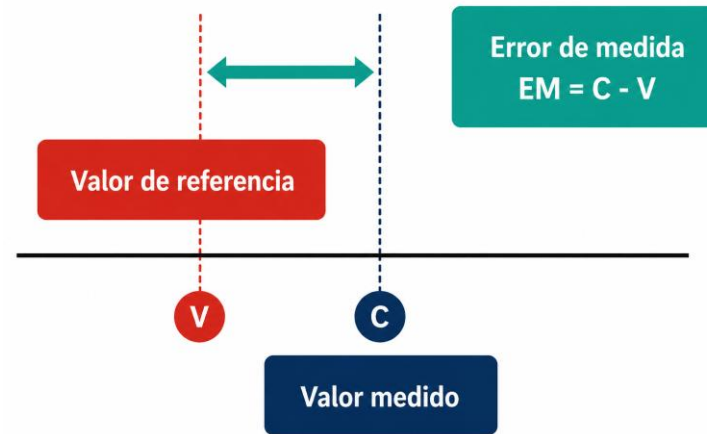 Error de medida
EM = C - V
Valor de referencia
V
C
Valor medido